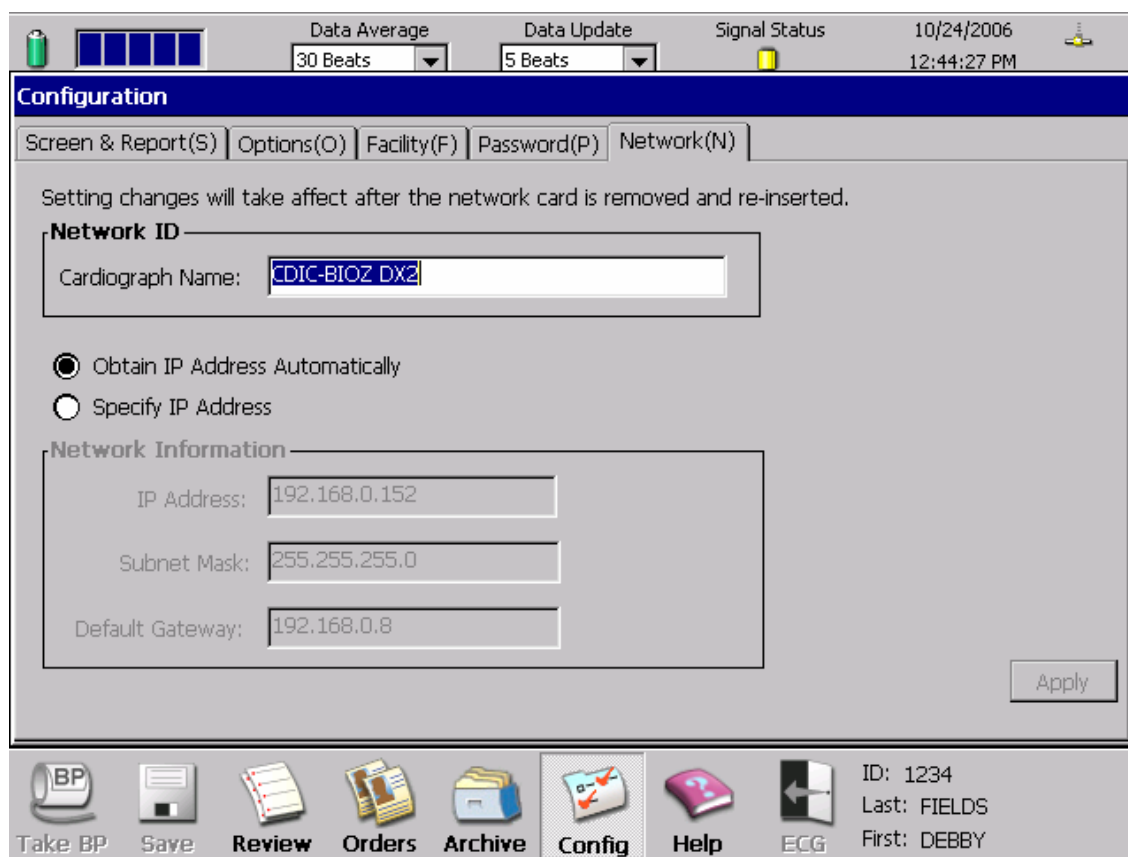 Data Average Data Update Signal Status 10/24/2006
30 Beats 5 Beats 12:44:27 PM
Configuration
Screen & Report(S) Options(O) Facility(F) Password(P) Network(N)
Setting changes will take affect after the network card is removed and re-inserted.
Network ID
Cardiograph Name: CDIC-BIOZ DX2
Obtain IP Address Automatically
Specify IP Address
Network Information
IP Address: 192.168.0.152
Subnet Mask: 255.255.255.0
Default Gateway: 192.168.0.8
Apply
BP
Take BP Save Review Orders Archive Config Help ECG
ID: 1234
Last: FIELDS
First: DEBBY